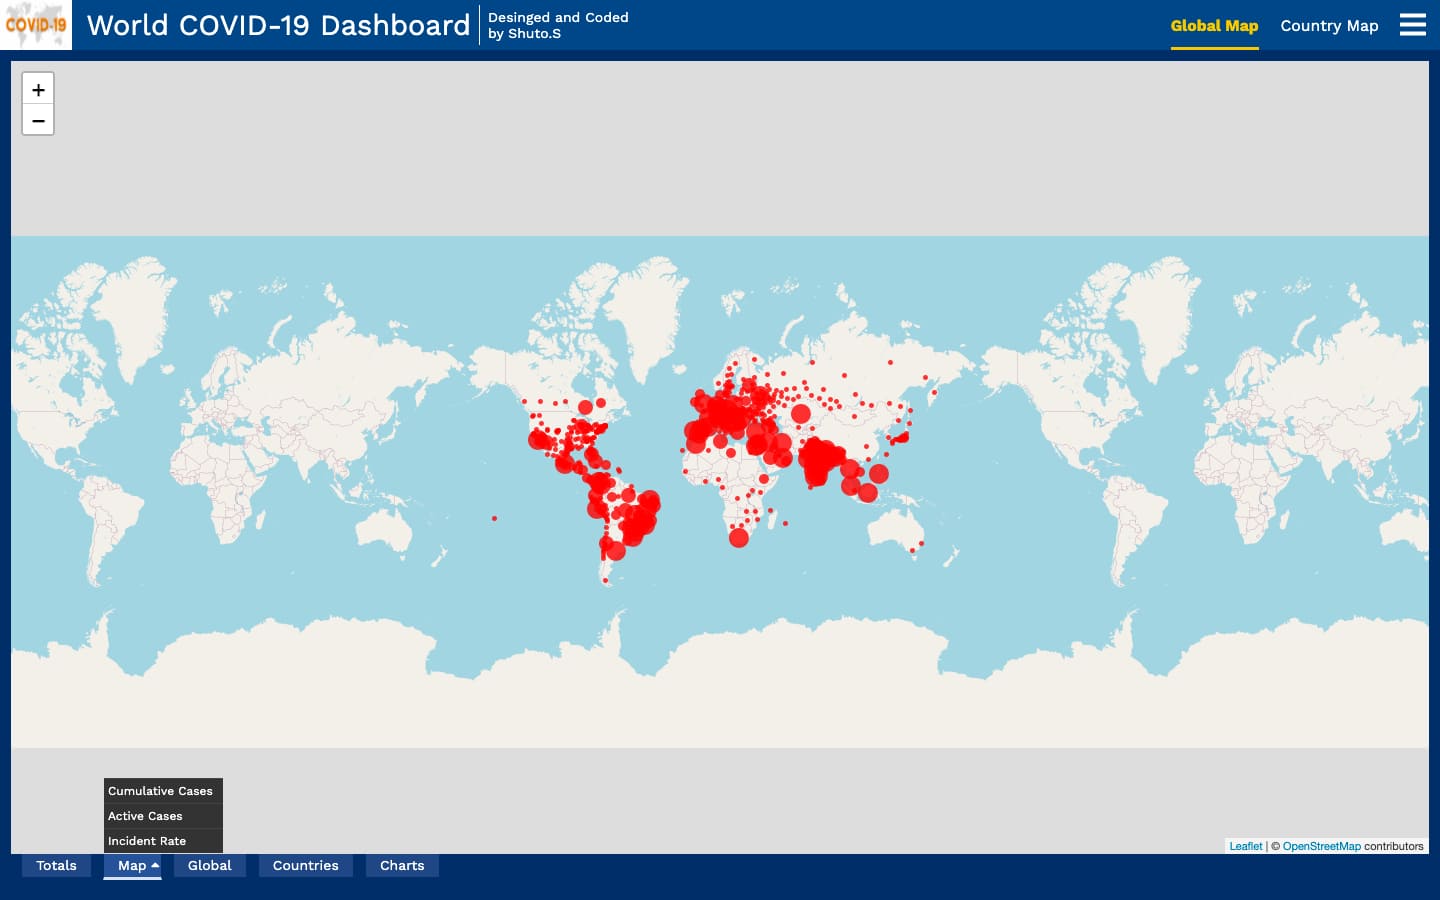 COVID-19
World COVID-19 Dashboard
Desinged and Coded
by Shuto.S
Global Map
Country Map
+
−
Cumulative Cases
Active Cases
Incident Rate
Leaflet | © OpenStreetMap contributors
Totals
Map
Global
Countries
Charts